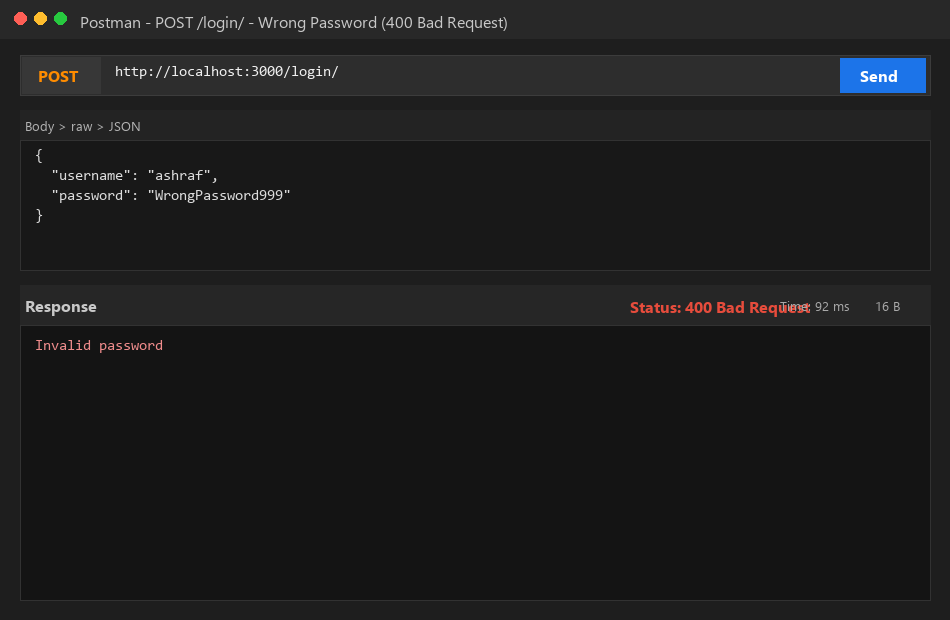 Postman - POST /login/ - Wrong Password (400 Bad Request)
POST http://localhost:3000/login/ Send
Body > raw > JSON
{
  "username": "ashraf",
  "password": "WrongPassword999"
}
Response Status: 400 Bad Request Time: 92 ms 16 B
Invalid password